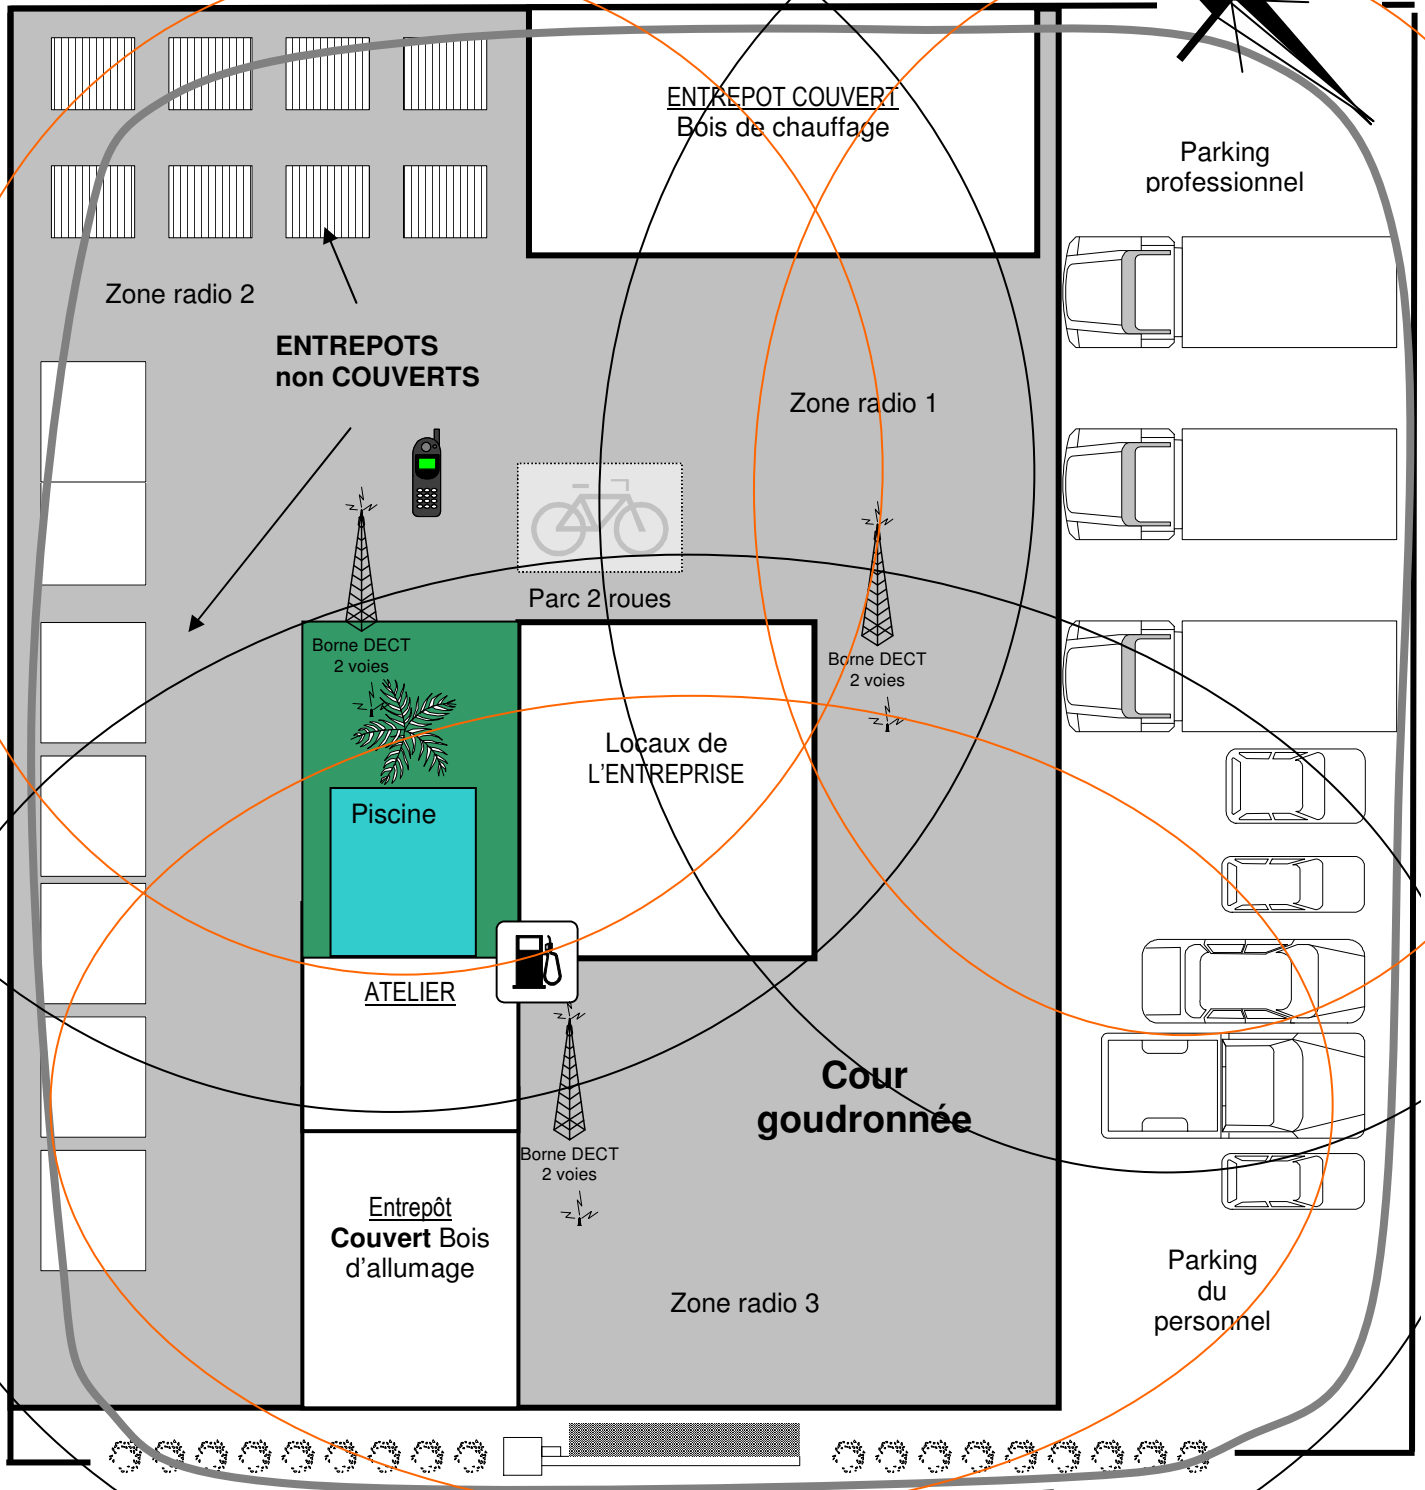 ENTREPOT COUVERT
Bois de chauffage
Parking
professionnel
Zone radio 2
ENTREPOTS
non COUVERTS
Zone radio 1
Parc 2 roues
Borne DECT
2 voies
Borne DECT
2 voies
Locaux de
L'ENTREPRISE
Piscine
ATELIER
Cour
goudronnée
Borne DECT
2 voies
Entrepôt
Couvert Bois
d'allumage
Zone radio 3
Parking
du
personnel